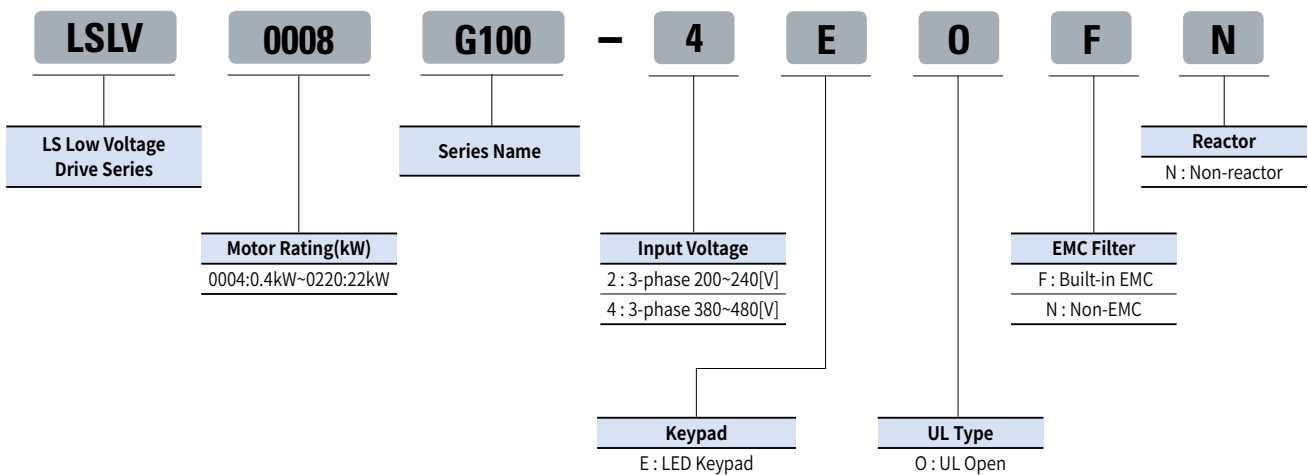 LSLV 0008 G100 – 4 E O F N
LS Low Voltage
Drive Series
Series Name
Reactor
N : Non-reactor
Motor Rating(kW)
0004:0.4kW~0220:22kW
Input Voltage
2 : 3-phase 200~240[V]
4 : 3-phase 380~480[V]
EMC Filter
F : Built-in EMC
N : Non-EMC
Keypad
E : LED Keypad
UL Type
O : UL Open